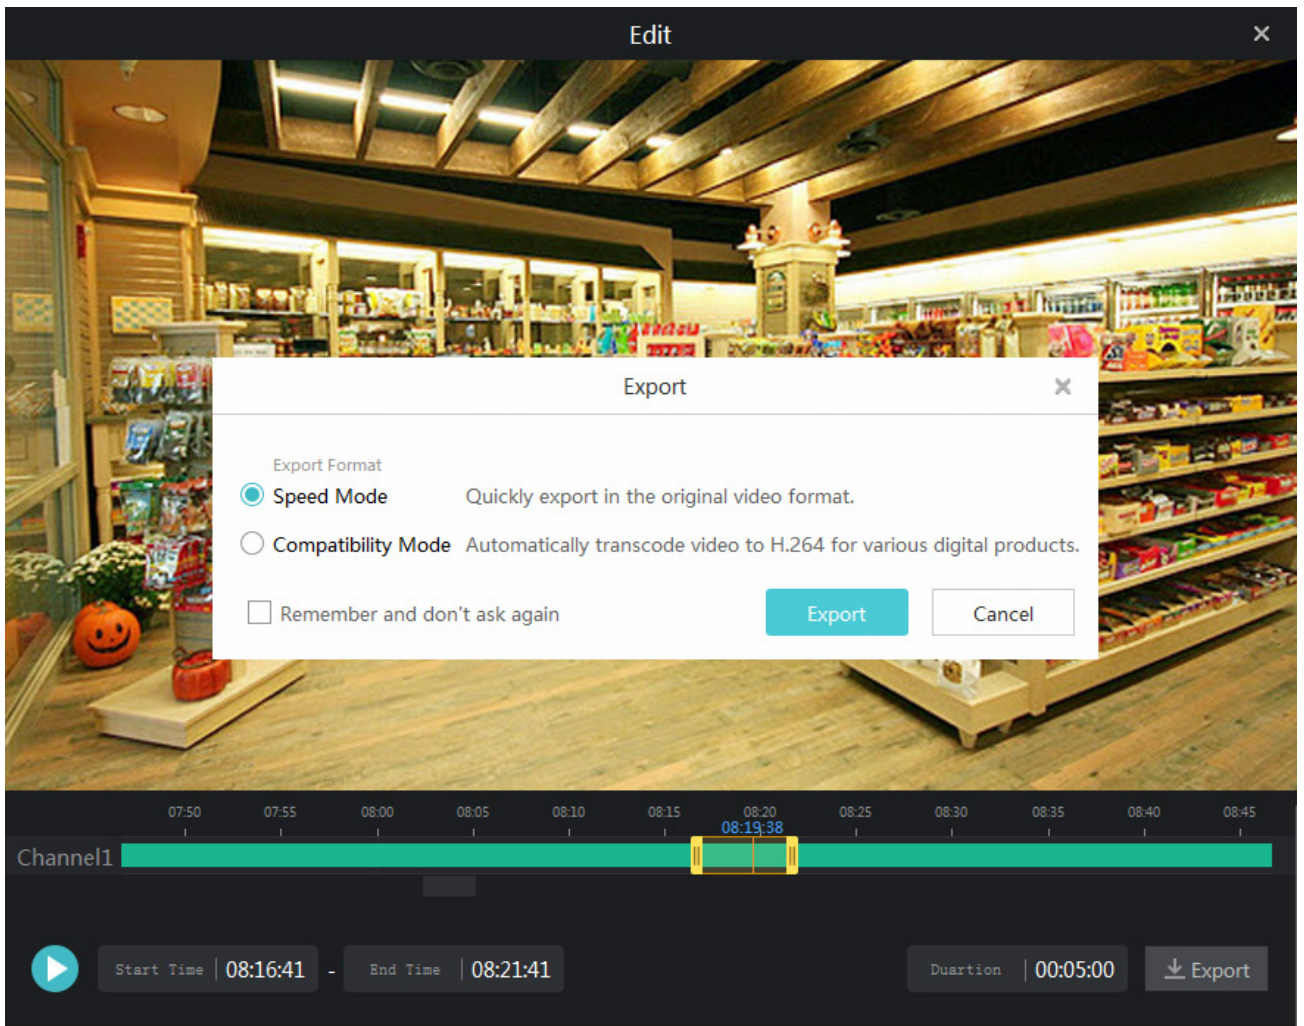 Edit
Export
Export Format
Speed Mode Quickly export in the original video format.
Compatibility Mode Automatically transcode video to H.264 for various digital products.
Remember and don't ask again Export Cancel
07:50 07:55 08:00 08:05 08:10 08:15 08:20 08:25 08:30 08:35 08:40 08:45
08:19:38
Channel1
Start Time 08:16:41 - End Time 08:21:41 Duartion 00:05:00 Export